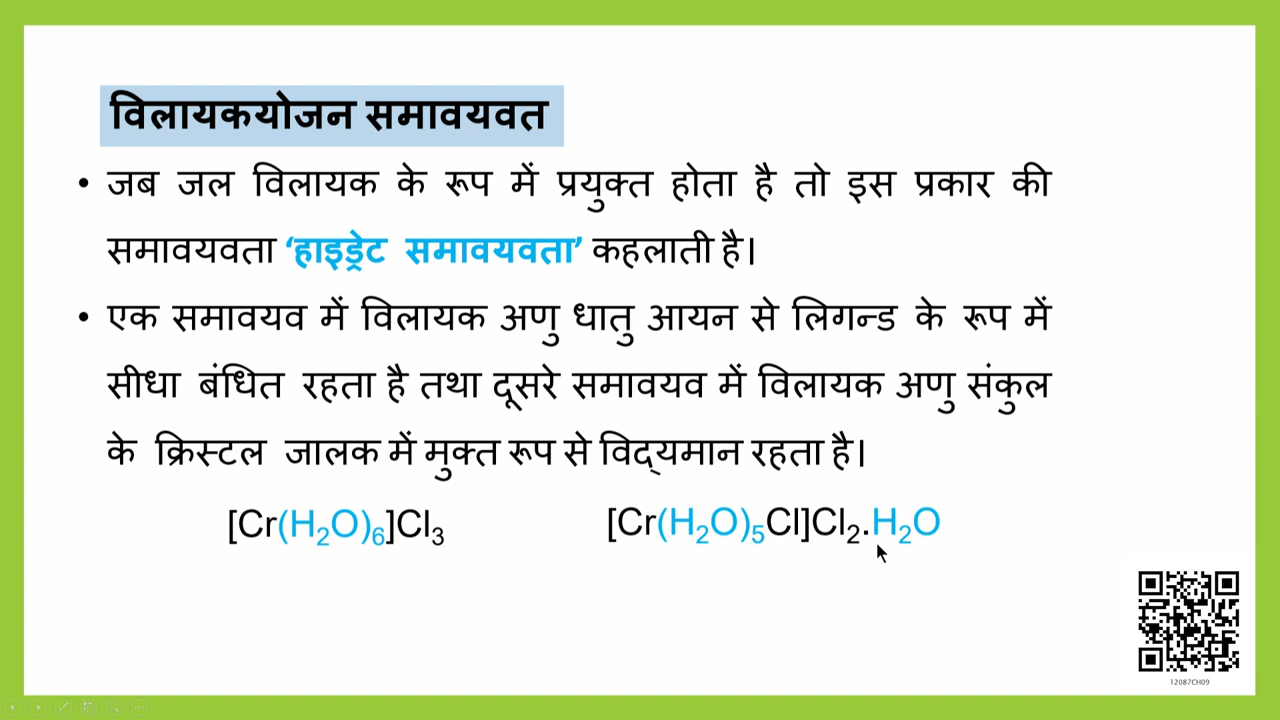 विलायकयोजन समावयवत
• जब जल विलायक के रूप में प्रयुक्त होता है तो इस प्रकार की
समावयवता ‘हाइड्रेट समावयवता’ कहलाती है।
• एक समावयव में विलायक अणु धातु आयन से लिगन्ड के रूप में
सीधा बंधित रहता है तथा दूसरे समावयव में विलायक अणु संकुल
के क्रिस्टल जालक में मुक्त रूप से विद्यमान रहता है।
[Cr(H₂O)₆]Cl₃ [Cr(H₂O)₅Cl]Cl₂.H₂O
12087CH09